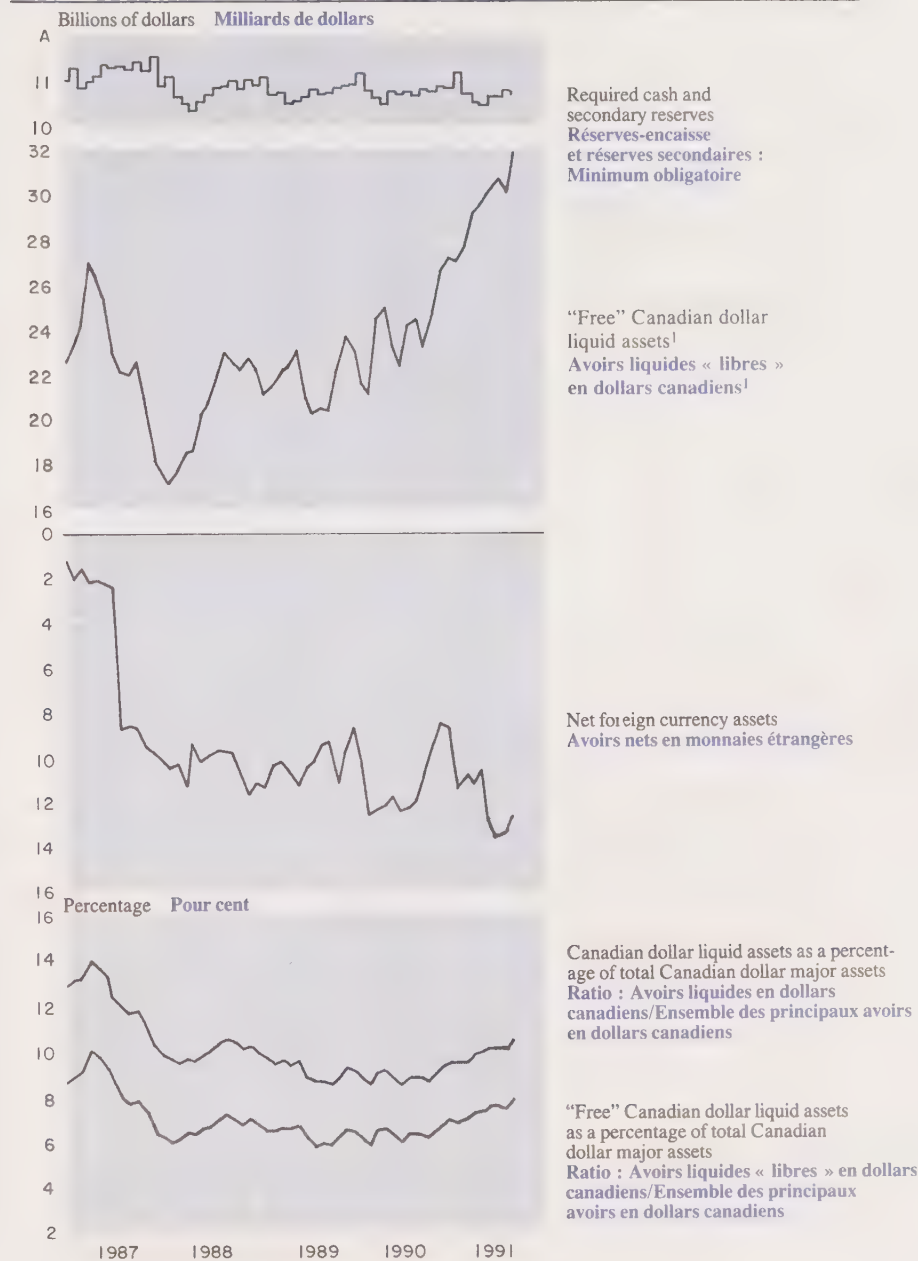 Billions of dollars Milliards de dollars
A
11
10
Required cash and
secondary reserves
Réserves-encaisse
et réserves secondaires :
Minimum obligatoire
32
30
28
26
24
22
20
18
16
"Free" Canadian dollar
liquid assets¹
Avoirs liquides « libres »
en dollars canadiens¹
0
2
4
6
8
10
12
14
16
Net foreign currency assets
Avoirs nets en monnaies étrangères
Percentage Pour cent
16
14
12
10
8
6
4
2
Canadian dollar liquid assets as a percent-
age of total Canadian dollar major assets
Ratio : Avoirs liquides en dollars
canadiens/Ensemble des principaux avoirs
en dollars canadiens
"Free" Canadian dollar liquid assets
as a percentage of total Canadian
dollar major assets
Ratio : Avoirs liquides « libres » en dollars
canadiens/Ensemble des principaux
avoirs en dollars canadiens
1987 1988 1989 1990 1991